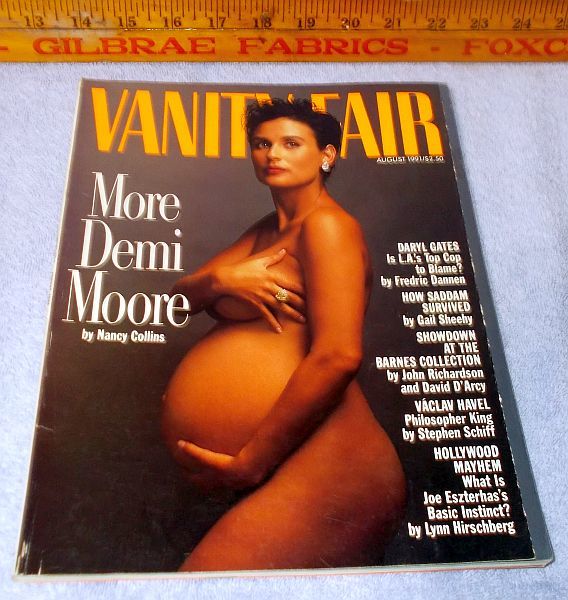 13 14 15 16 17 18 19 20 21 22 23 24
- GILBRAE FABRICS - FOXC
VANITY FAIR
AUGUST 1991/$2.50
More
Demi
Moore
by Nancy Collins
DARYL GATES
Is L.A.'s Top Cop
to Blame?
by Fredric Dannen
HOW SADDAM
SURVIVED
by Gail Sheehy
SHOWDOWN
AT THE
BARNES COLLECTION
by John Richardson
and David D'Arcy
VÁCLAV HAVEL
Philosopher King
by Stephen Schiff
HOLLYWOOD
MAYHEM
What Is
Joe Eszterhas's
Basic Instinct?
by Lynn Hirschberg